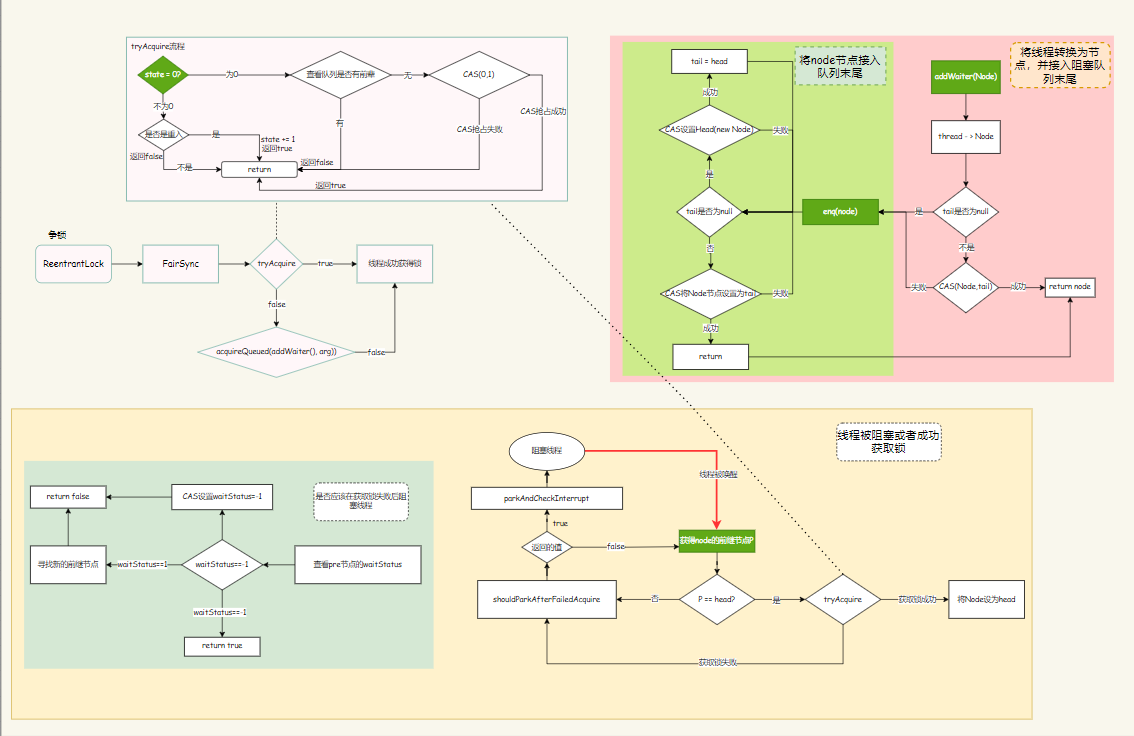 tryAcquire流程
state = 0?
为0
查看队列是否有前辈
无
CAS(0,1)
CAS抢占成功
不为0
是否是重入
是
state += 1
返回true
有
CAS抢占失败
返回false
不是
return
返回false
返回true
争锁
ReentrantLock
FairSync
tryAcquire
true
线程成功获得锁
false
acquireQueued(addWaiter(), arg))
false
tail = head
将node节点接入
队列末尾
成功
CAS设置Head(new Node)
失败
是
tail是否为null
enq(node)
否
CAS将Node节点设置为tail
失败
成功
return
将线程转换为节
点，并接入阻塞队
列末尾
addWaiter(Node)
thread -> Node
tail是否为null
是
不是
CAS(Node,tail)
失败
成功
return node
线程被阻塞或者成功
获取锁
阻塞线程
线程被唤醒
parkAndCheckInterrupt
true
返回的值
false
获得node的前继节点P
shouldParkAfterFailedAcquire
否
P == head?
是
tryAcquire
获取锁成功
将Node设为head
获取锁失败
return false
CAS设置waitStatus=-1
是否应该在获取锁失败后阻
塞线程
寻找新的前继节点
waitStatus==1
waitStatus==-1
查看pre节点的waitStatus
waitStatus==-1
return true